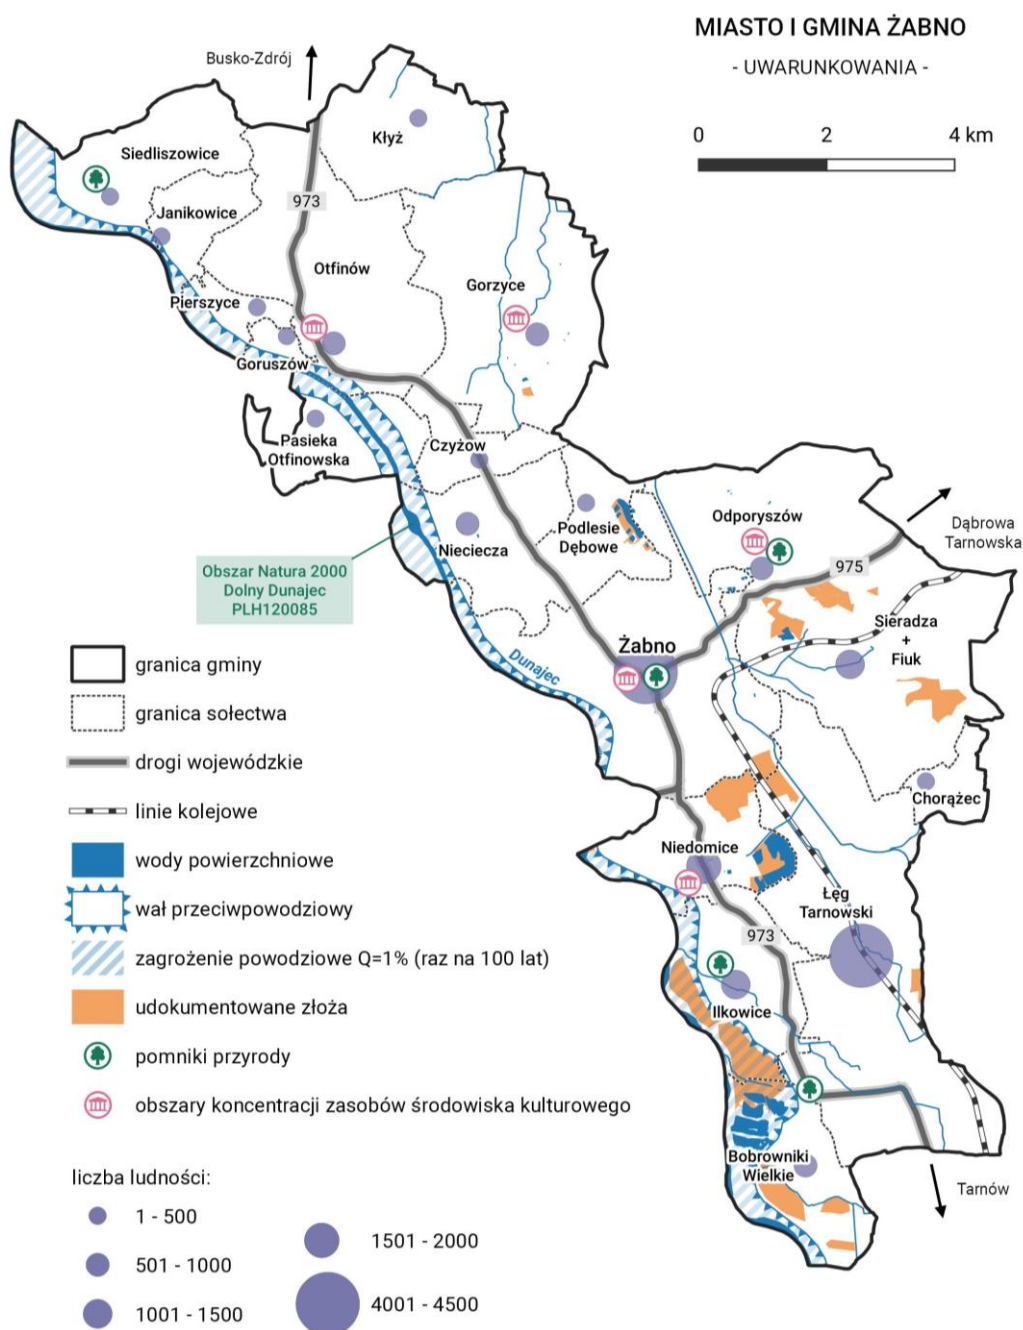 MIASTO I GMINA ŻABNO
- UWARUNKOWANIA -
0 2 4 km
Busko-Zdrój
Kłyż
Siedliszowice
973
Janikowice
Otfinów
Gorzyce
Pierszyce
Goruszów
Pasieka
Otfinowska
Czyżow
Nieciecza
Podlesie
Dębowe
Odporyszów
Dąbrowa
Tarnowska
975
Obszar Natura 2000
Dolny Dunajec
PLH120085
Sieradza
+
Fiuk
Żabno
Dunajec
Chorążec
Niedomice
Łęg
Tarnowski
973
Ilkowice
Bobrowniki
Wielkie
Tarnów
granica gminy
granica sołectwa
drogi wojewódzkie
linie kolejowe
wody powierzchniowe
wał przeciwpowodziowy
zagrożenie powodziowe Q=1% (raz na 100 lat)
udokumentowane złoża
pomniki przyrody
obszary koncentracji zasobów środowiska kulturowego
liczba ludności:
1 - 500
501 - 1000
1001 - 1500
1501 - 2000
4001 - 4500